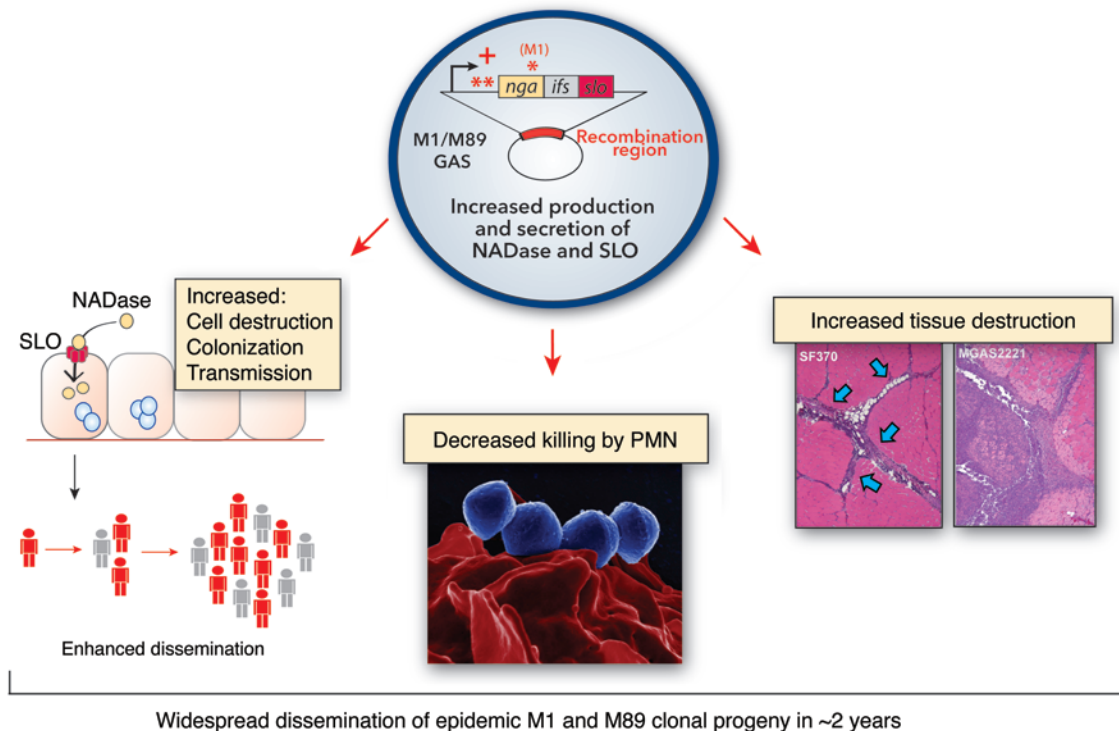 +
(M1)
*
**
nga ifs slo
M1/M89
GAS
Recombination
region
Increased production
and secretion of
NADase and SLO
NADase
SLO
Increased:
Cell destruction
Colonization
Transmission
Enhanced dissemination
Decreased killing by PMN
Increased tissue destruction
SF370
MGAS2221
Widespread dissemination of epidemic M1 and M89 clonal progeny in ~2 years